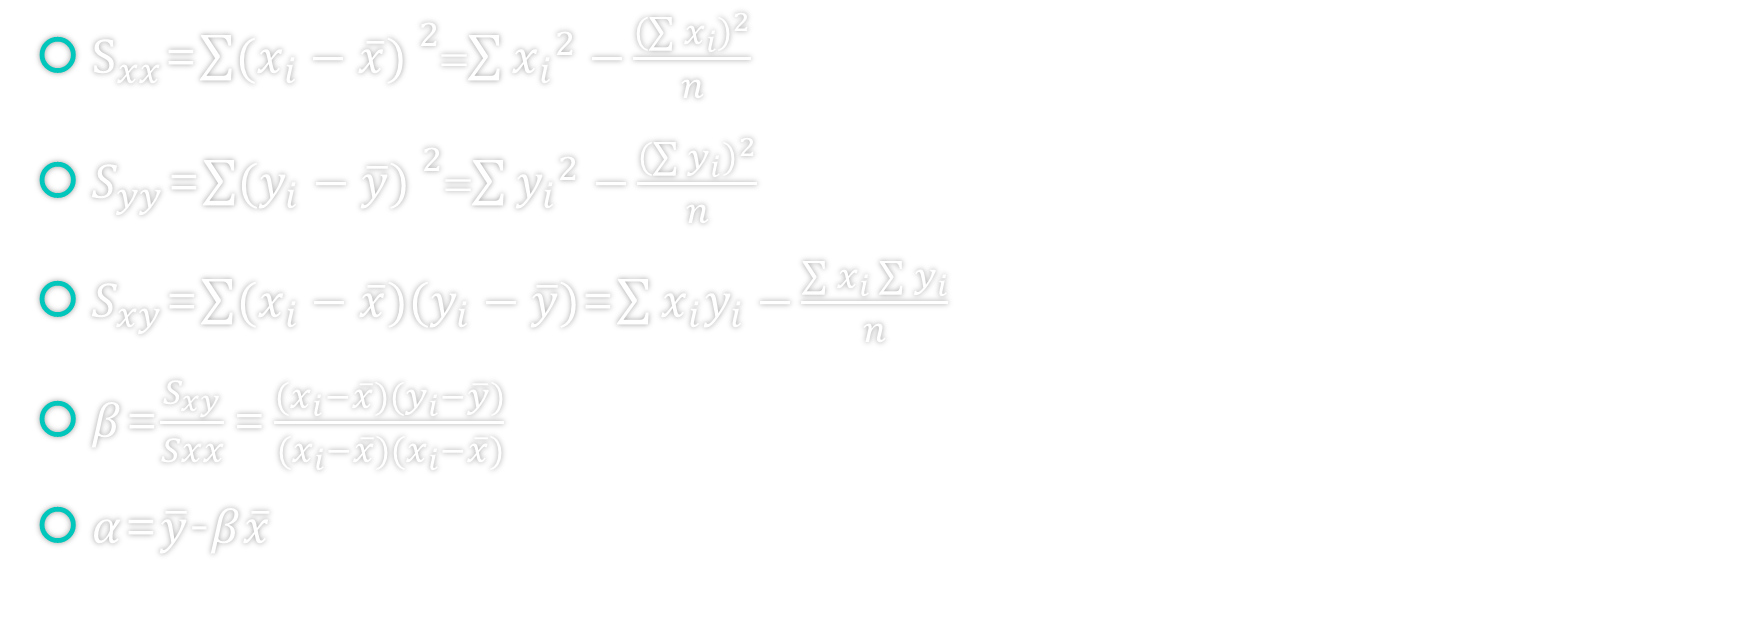 S_xx=∑(x_i − x̄)²=∑ x_i² − (∑ x_i)²/n
S_yy=∑(y_i − ȳ)²=∑ y_i² − (∑ y_i)²/n
S_xy=∑(x_i − x̄)(y_i − ȳ)=∑ x_i y_i − ∑ x_i ∑ y_i/n
β=S_xy/Sxx = (x_i−x̄)(y_i−ȳ)/(x_i−x̄)(x_i−x̄)
α=ȳ-βx̄